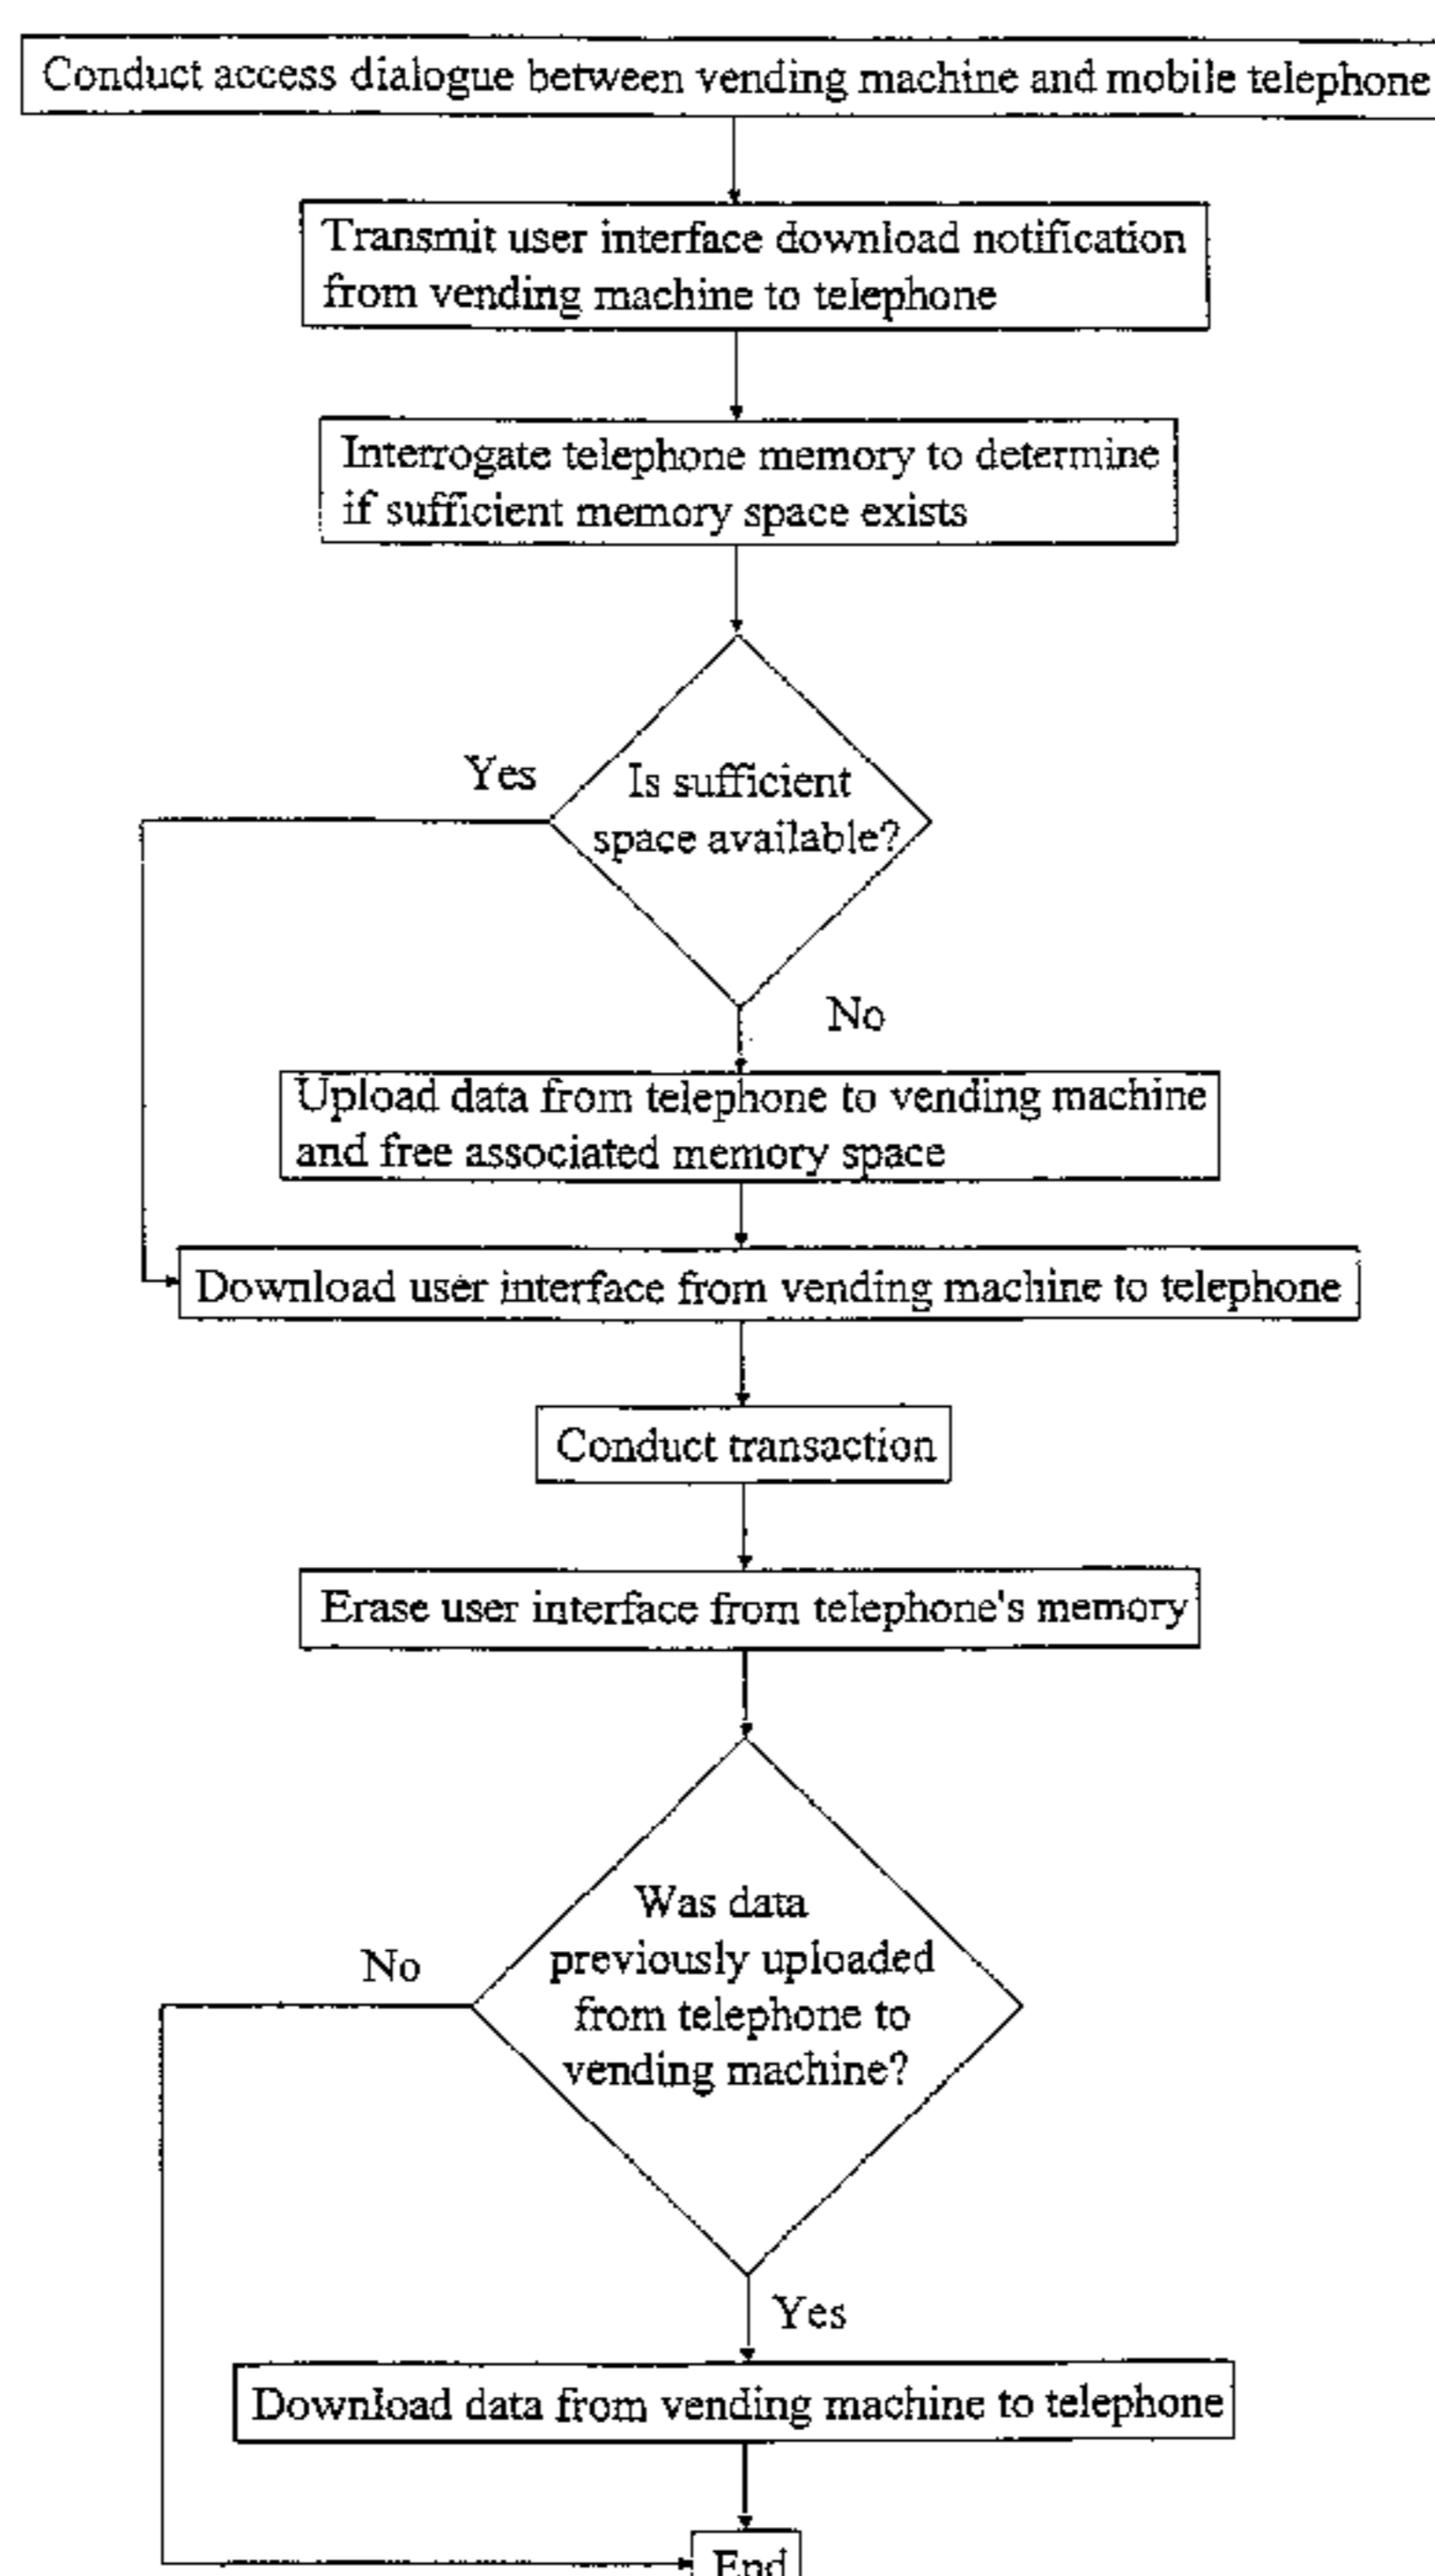 Conduct access dialogue between vending machine and mobile telephone
Transmit user interface download notification
from vending machine to telephone
Interrogate telephone memory to determine
if sufficient memory space exists
Yes
Is sufficient
space available?
No
Upload data from telephone to vending machine
and free associated memory space
Download user interface from vending machine to telephone
Conduct transaction
Erase user interface from telephone's memory
Was data
No
previously uploaded
from telephone to
vending machine?
Yes
Download data from vending machine to telephone
End